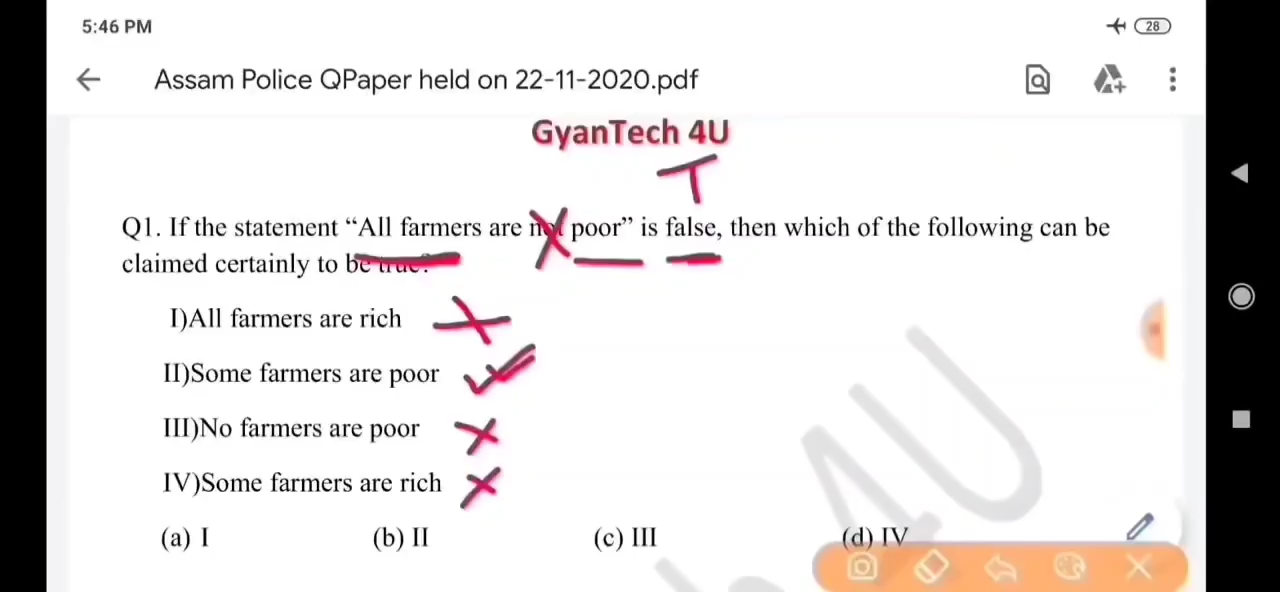 5:46 PM
28
Assam Police QPaper held on 22-11-2020.pdf
GyanTech 4U
T
Q1. If the statement “All farmers are not poor” is false, then which of the following can be
claimed certainly to be true?
I)All farmers are rich
II)Some farmers are poor
III)No farmers are poor
IV)Some farmers are rich
(a) I (b) II (c) III (d) IV
4U